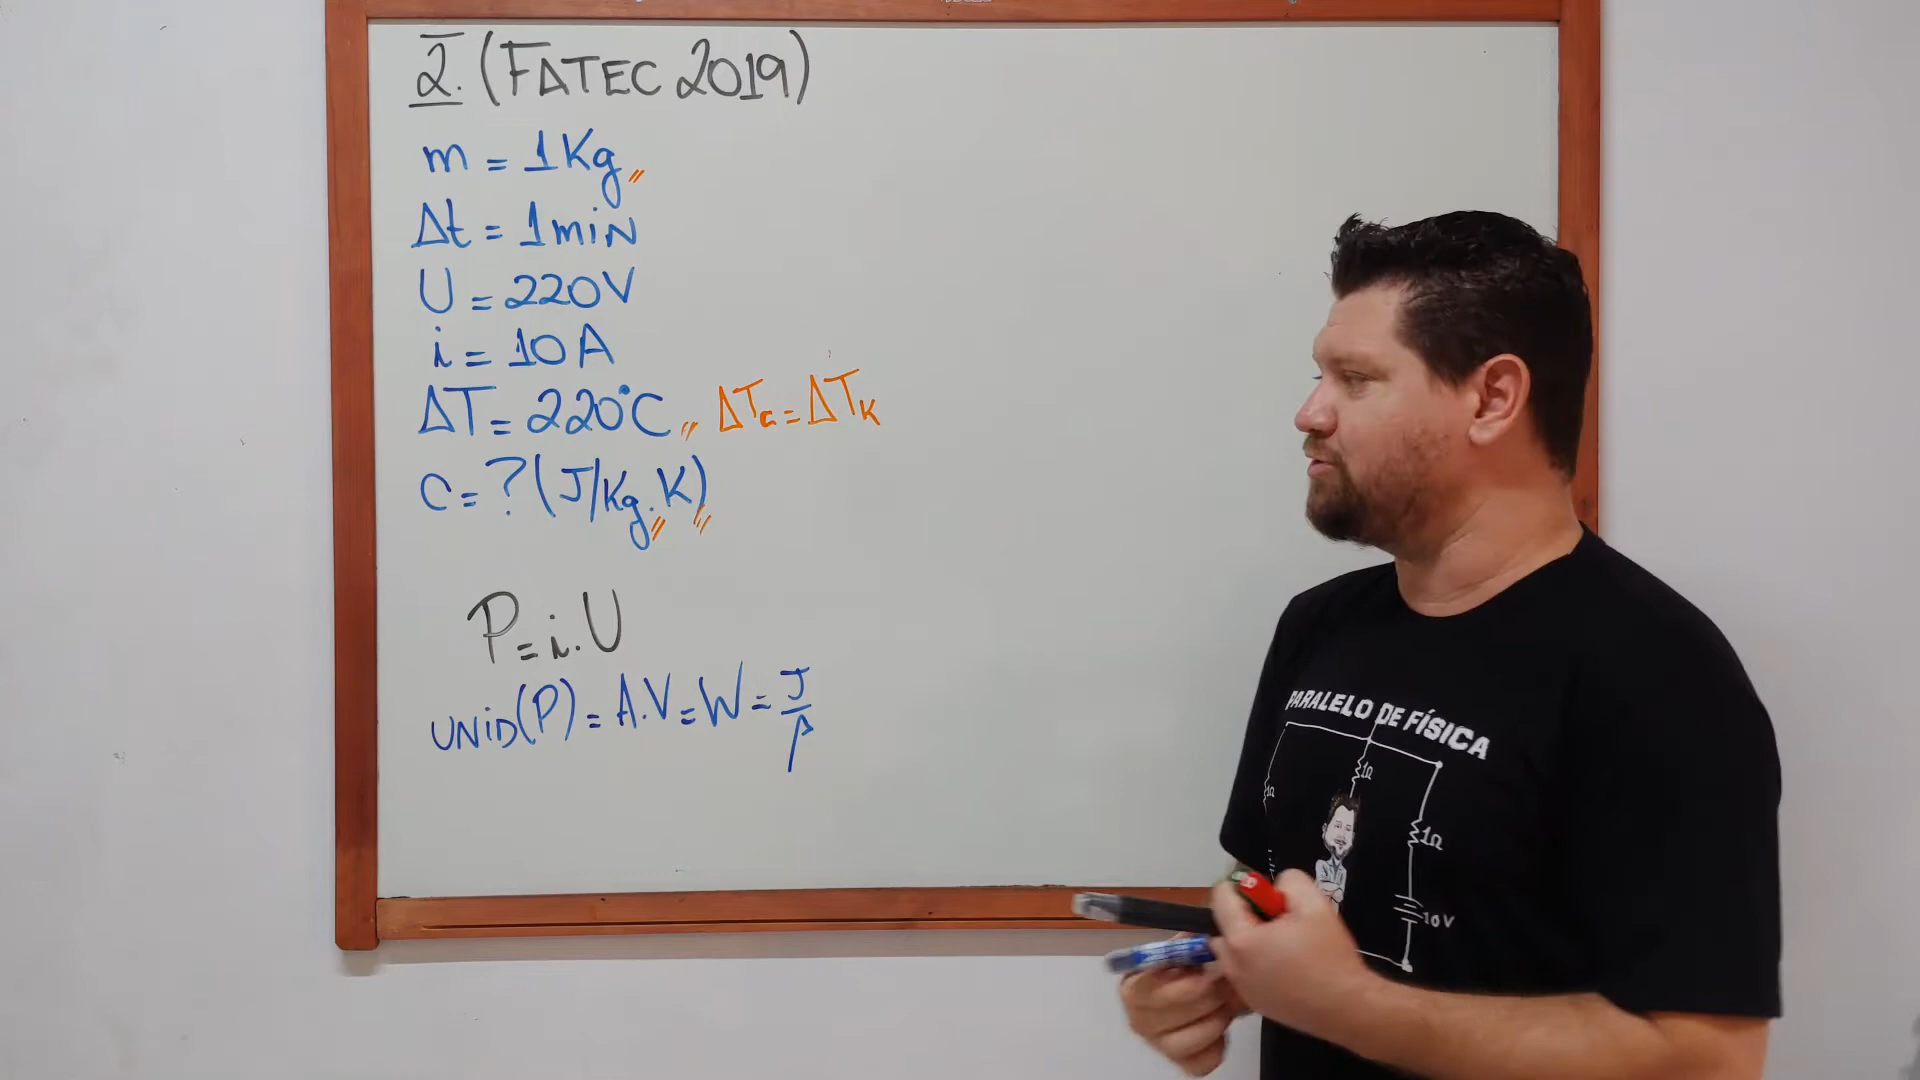 2. (FATEC 2019)
m = 1Kg
Δt = 1min
U = 220V
i = 10 A
ΔT = 220°C ΔTc = ΔTK
C = ? (J/Kg.K)
P = i.U
UNID(P) = A.V = W = J/s
PARALELO DE FÍSICA
1Ω
1Ω
1Ω
10V